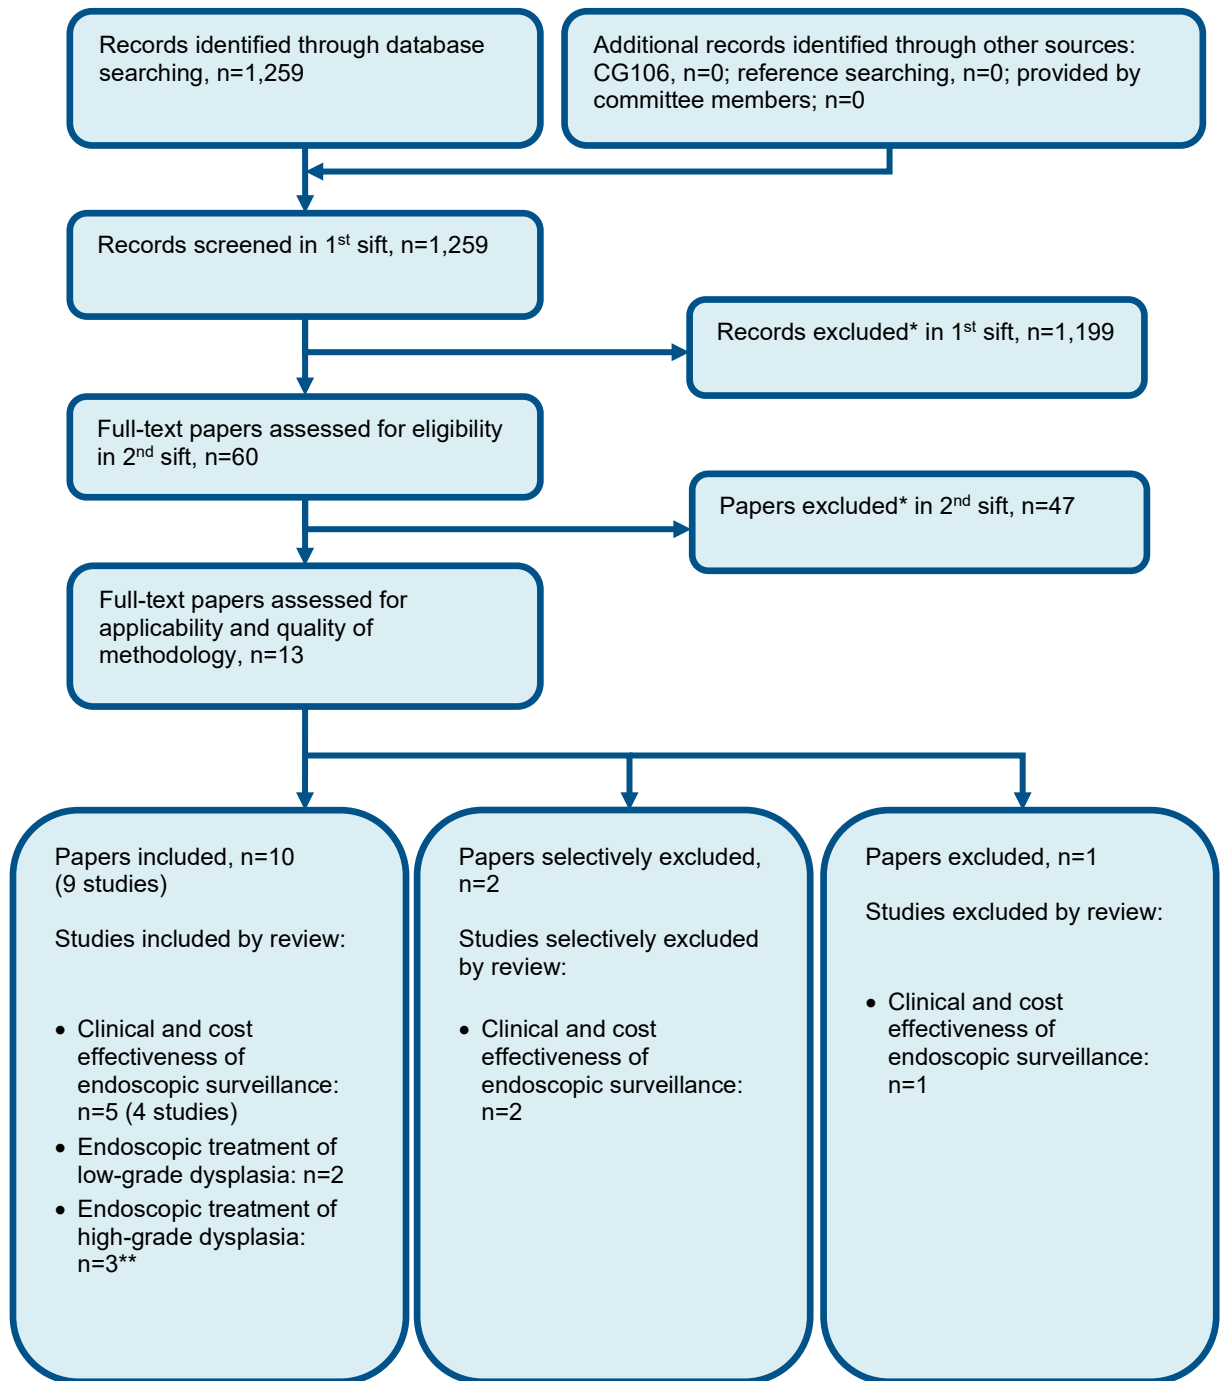 Records identified through database
searching, n=1,259
Additional records identified through other sources:
CG106, n=0; reference searching, n=0; provided by
committee members; n=0
Records screened in 1st sift, n=1,259
Records excluded* in 1st sift, n=1,199
Full-text papers assessed for eligibility
in 2nd sift, n=60
Papers excluded* in 2nd sift, n=47
Full-text papers assessed for
applicability and quality of
methodology, n=13
Papers included, n=10
(9 studies)
Studies included by review:
• Clinical and cost
effectiveness of
endoscopic surveillance:
n=5 (4 studies)
• Endoscopic treatment of
low-grade dysplasia: n=2
• Endoscopic treatment of
high-grade dysplasia:
n=3**
Papers selectively excluded,
n=2
Studies selectively excluded
by review:
• Clinical and cost
effectiveness of
endoscopic surveillance:
n=2
Papers excluded, n=1
Studies excluded by review:
• Clinical and cost
effectiveness of
endoscopic surveillance:
n=1